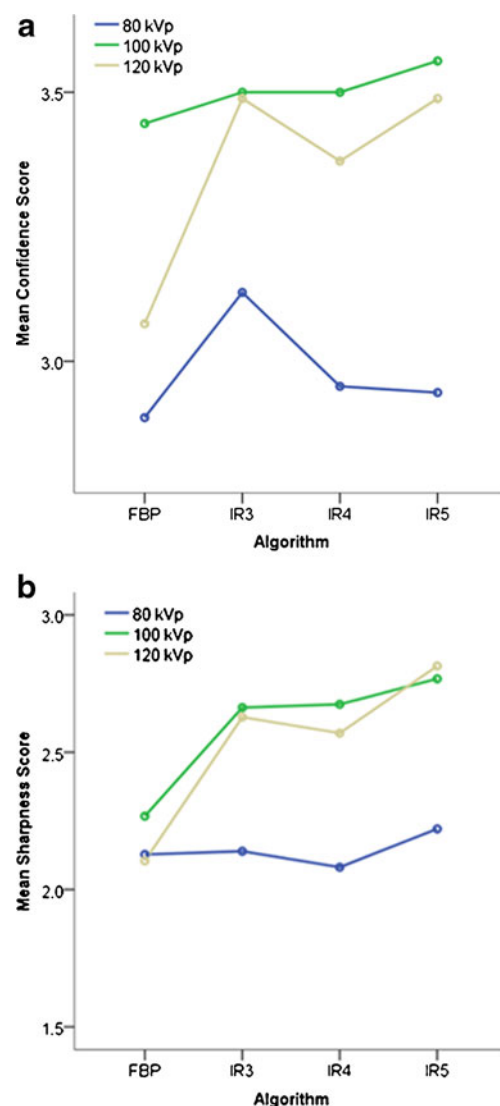 a
80 kVp
100 kVp
120 kVp
3.5
3.0
Mean Confidence Score
FBP IR3 IR4 IR5
Algorithm
b
80 kVp
100 kVp
120 kVp
3.0
2.5
2.0
1.5
Mean Sharpness Score
FBP IR3 IR4 IR5
Algorithm